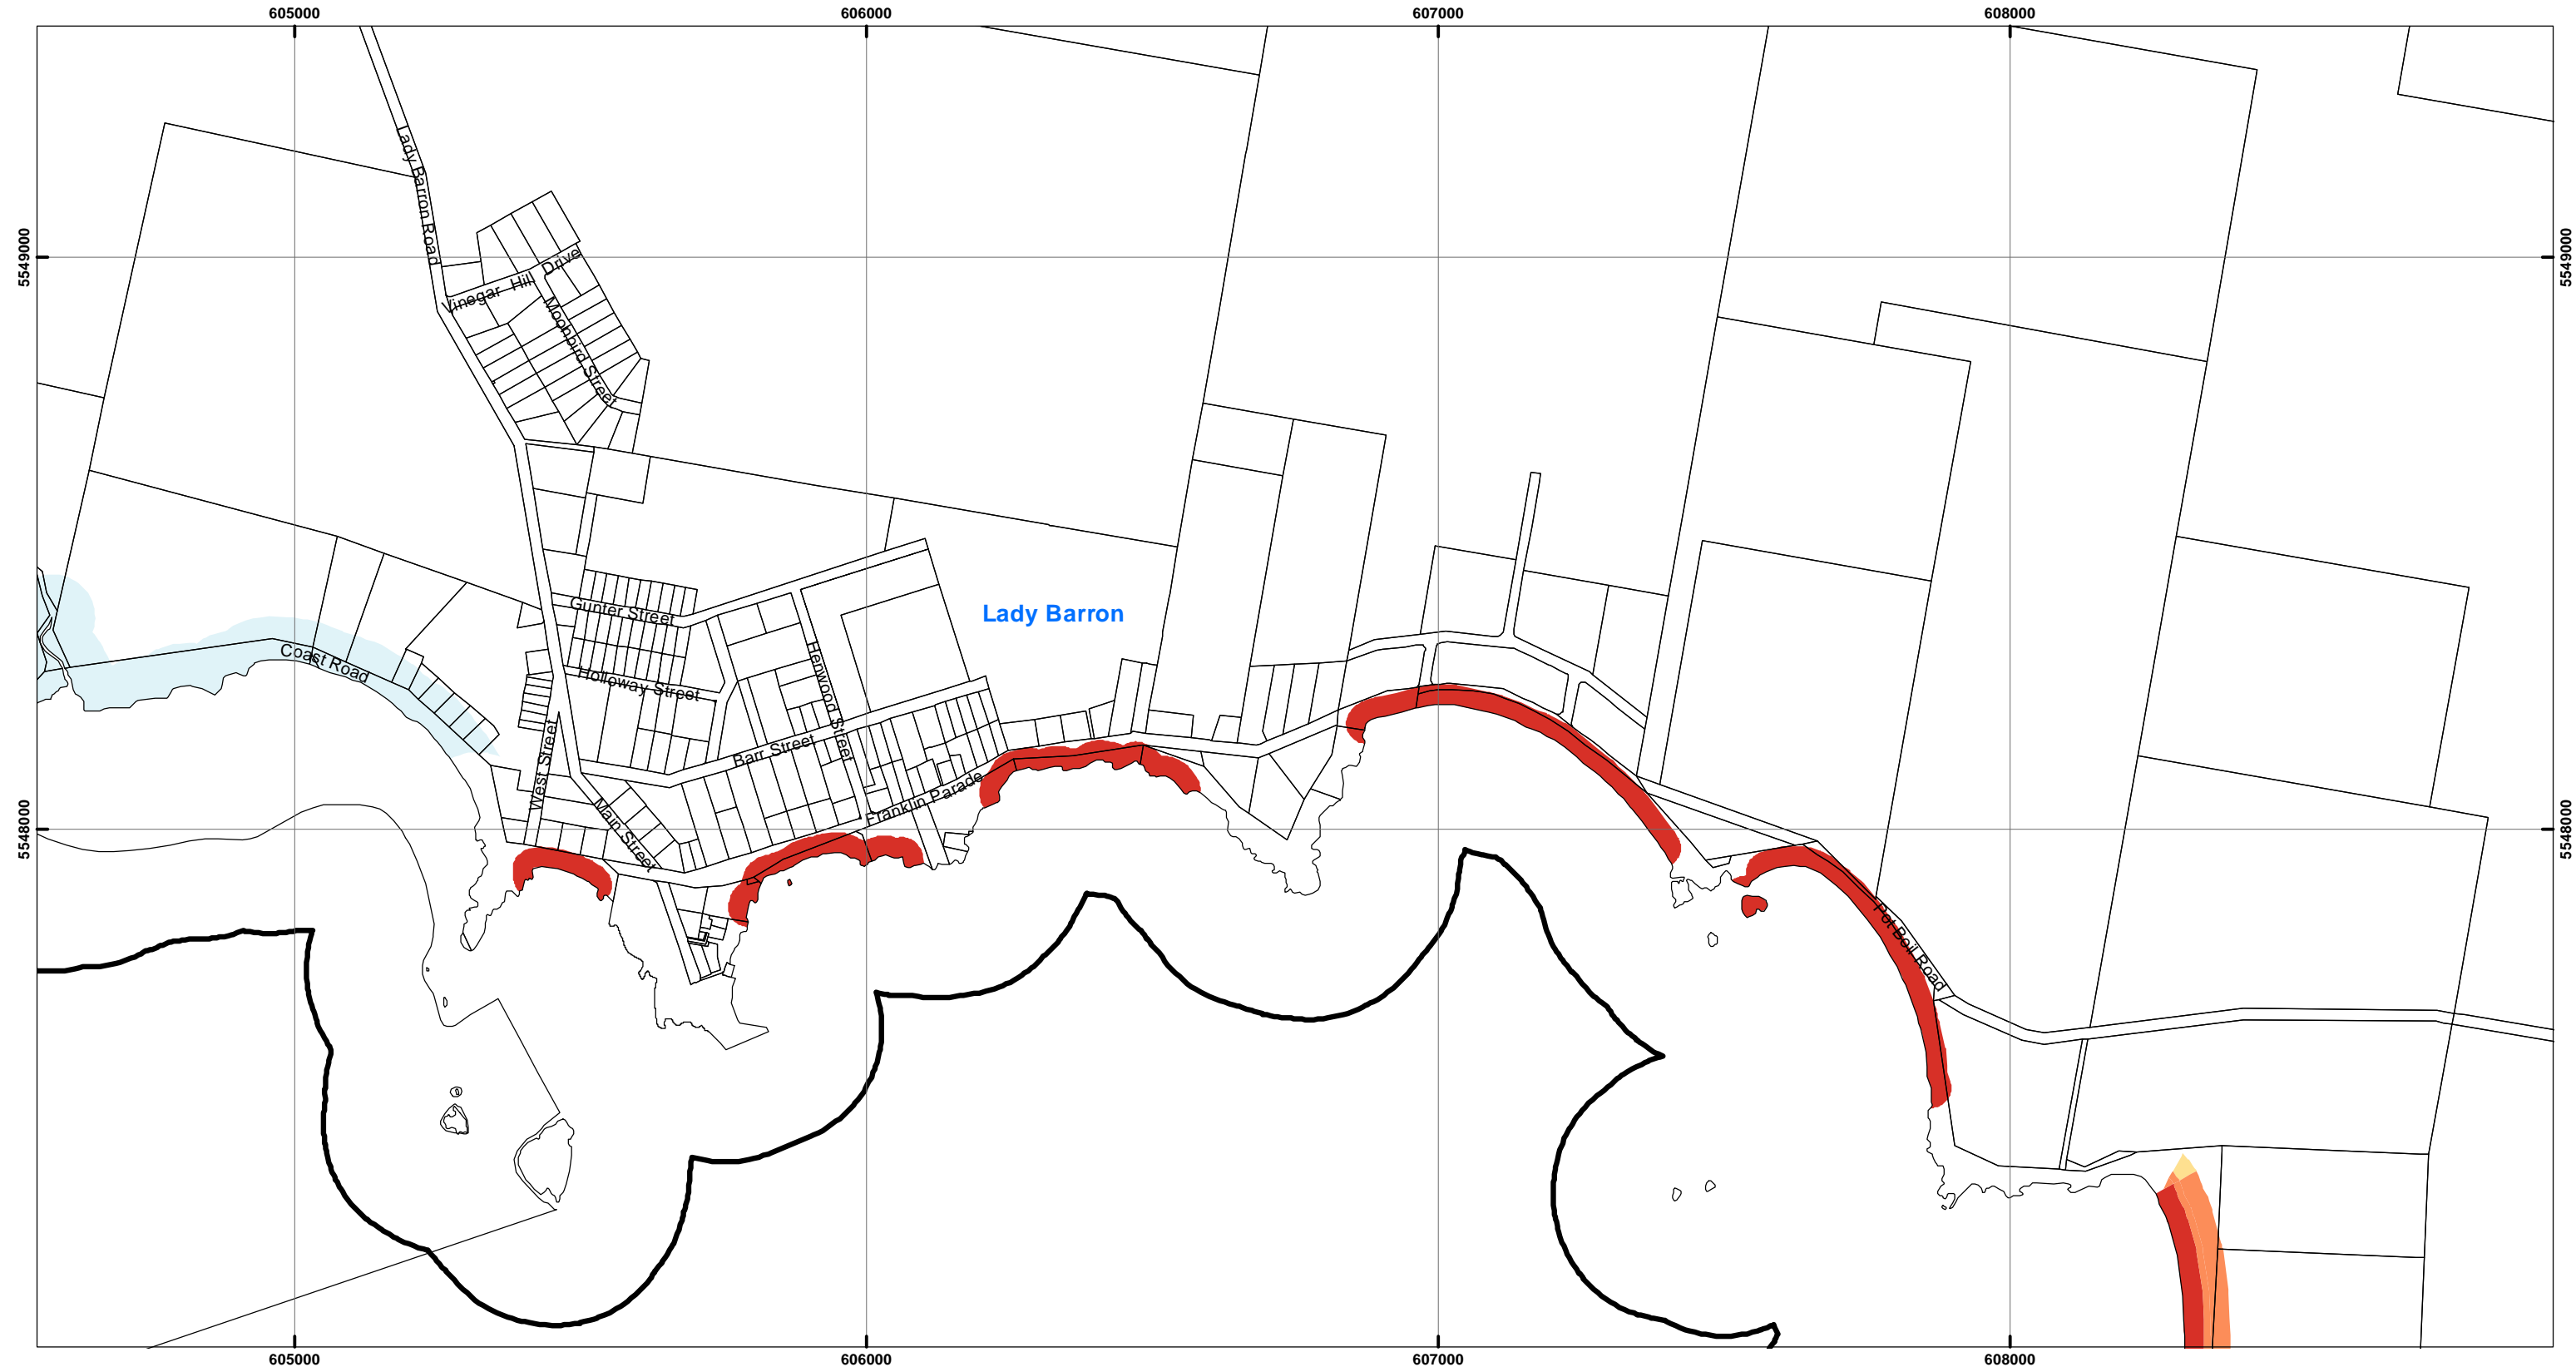 605000
606000
607000
608000
Lady Barron Road
5549000
5549000
Vinegar Hill Drive
Moonbird Street
Gunter Street
Lady Barron
Coast Road
Holloway Street
Henwood Street
West Street
Barr Street
Franklin Parade
Main Street
5548000
5548000
Pot Boil Road
605000
606000
607000
608000